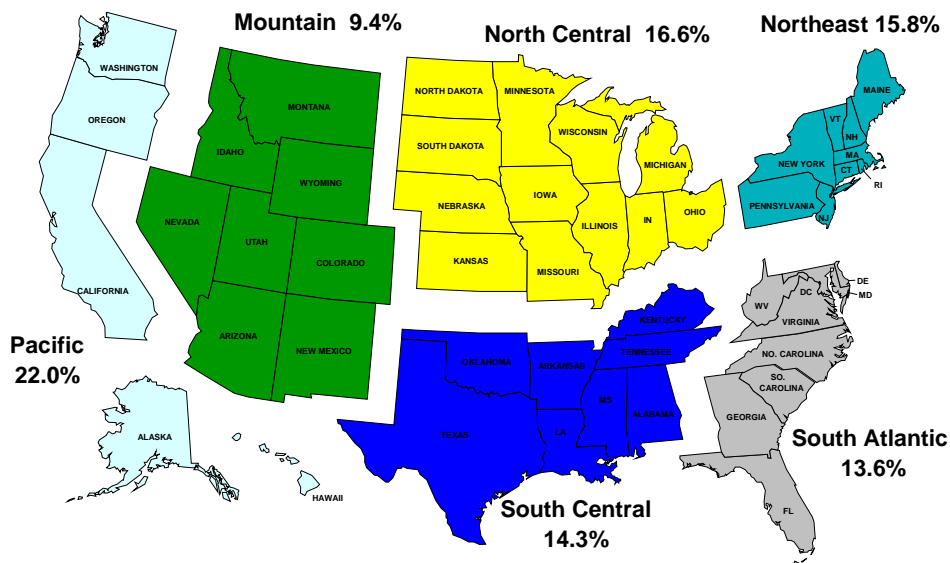 Mountain 9.4%
North Central 16.6%
Northeast 15.8%
WASHINGTON
OREGON
CALIFORNIA
Pacific
22.0%
ALASKA
HAWAII
MONTANA
IDAHO
WYOMING
NEVADA
UTAH
COLORADO
ARIZONA
NEW MEXICO
NORTH DAKOTA
MINNESOTA
SOUTH DAKOTA
WISCONSIN
MICHIGAN
NEBRASKA
IOWA
ILLINOIS
IN
OHIO
KANSAS
MISSOURI
MAINE
VT
NH
NEW YORK
MA
CT
RI
PENNSYLVANIA
NJ
KENTUCKY
TENNESSEE
OKLAHOMA
ARKANSAS
MS
ALABAMA
TEXAS
LA
South Central
14.3%
DE
MD
DC
WV
VIRGINIA
NO. CAROLINA
SO.
CAROLINA
GEORGIA
FL
South Atlantic
13.6%